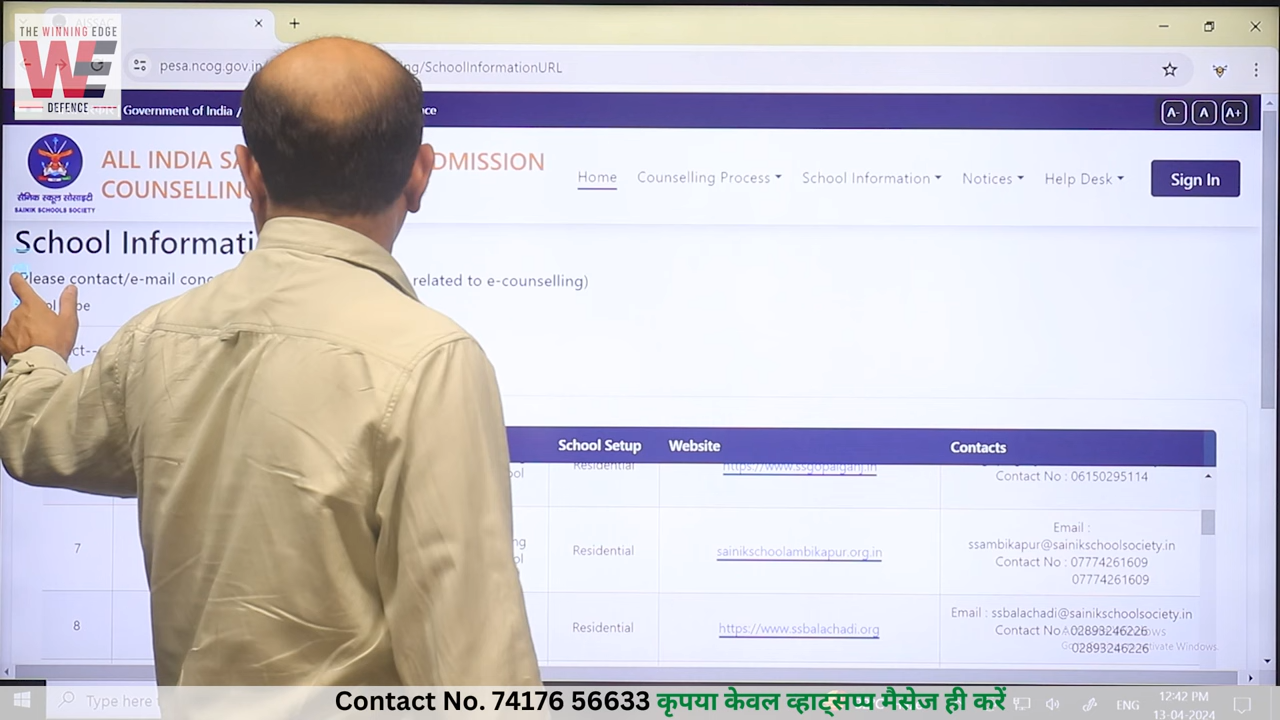 THE WINNING EDGE
WE
DEFENCE
pesa.ncog.gov.in
ng/SchoolInformationURL
Government of India /
A-
A
A+
ALL INDIA SA
DMISSION
COUNSELLING
सैनिक स्कूल सोसाइटी
SAINIK SCHOOLS SOCIETY
Home
Counselling Process
School Information
Notices
Help Desk
Sign In
School Informati
(Please contact/e-mail conc
related to e-counselling)
School Setup
Website
Contacts
Residential
https://www.ssgopalganj.in
Contact No : 06150295114
7
Residential
sainikschoolambikapur.org.in
Email :
ssambikapur@sainikschoolsociety.in
Contact No : 07774261609
07774261609
8
Residential
https://www.ssbalachadi.org
Email : ssbalachadi@sainikschoolsociety.in
Contact No : 02893246226
02893246226
Type here
Contact No. 74176 56633 कृपया केवल व्हाट्सप्प मैसेज ही करें
ENG
12:42 PM
13-04-2024